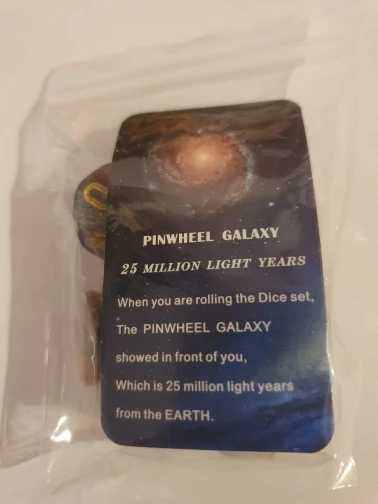 PINWHEEL GALAXY
25 MILLION LIGHT YEARS
When you are rolling the Dice set,
The PINWHEEL GALAXY
showed in front of you,
Which is 25 million light years
from the EARTH.